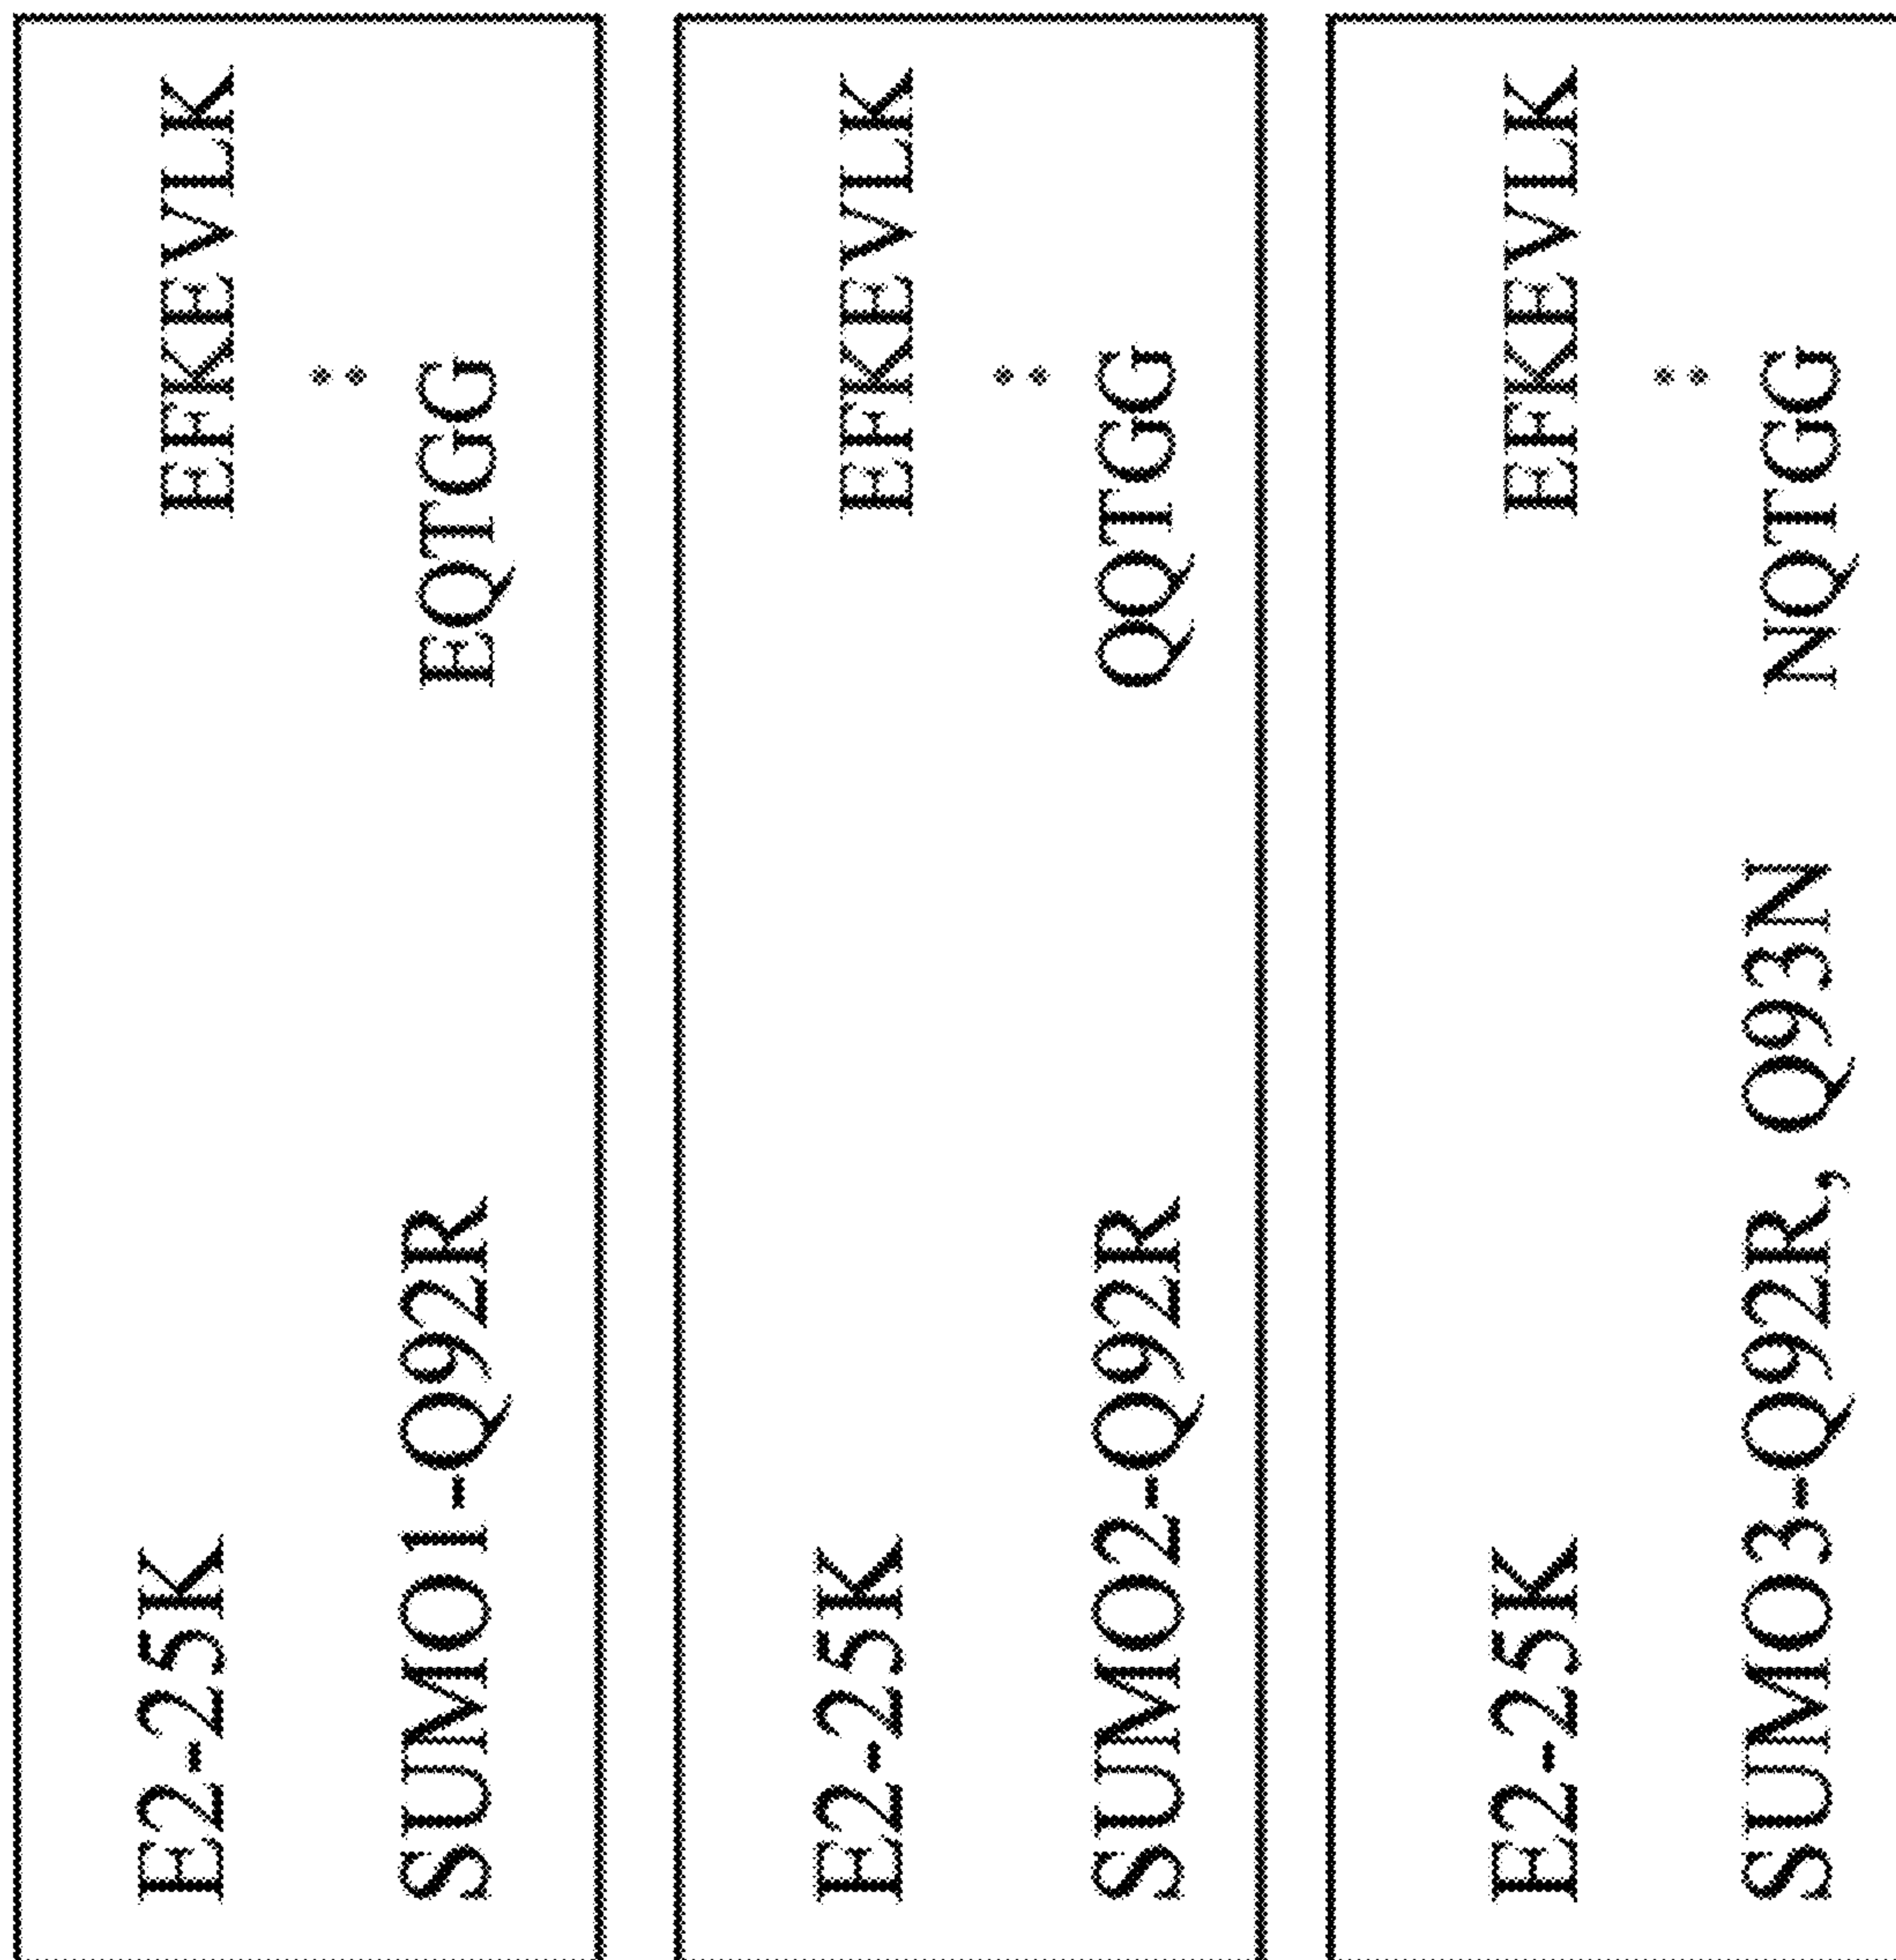 E2-25K EFKEVLK
:
SUMO1-Q92R EQTGG
E2-25K EFKEVLK
:
SUMO2-Q92R QQTGG
E2-25K EFKEVLK
:
SUMO3-Q92R, Q93N NQTGG